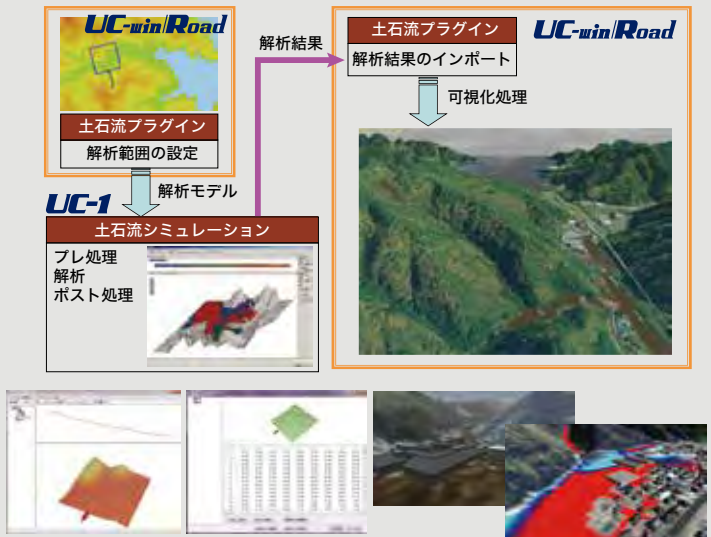 UC-win/Road
土石流プラグイン
解析範囲の設定
解析モデル
UC-1
土石流シミュレーション
プレ処理
解析
ポスト処理
解析結果
土石流プラグイン
解析結果のインポート
UC-win/Road
可視化処理